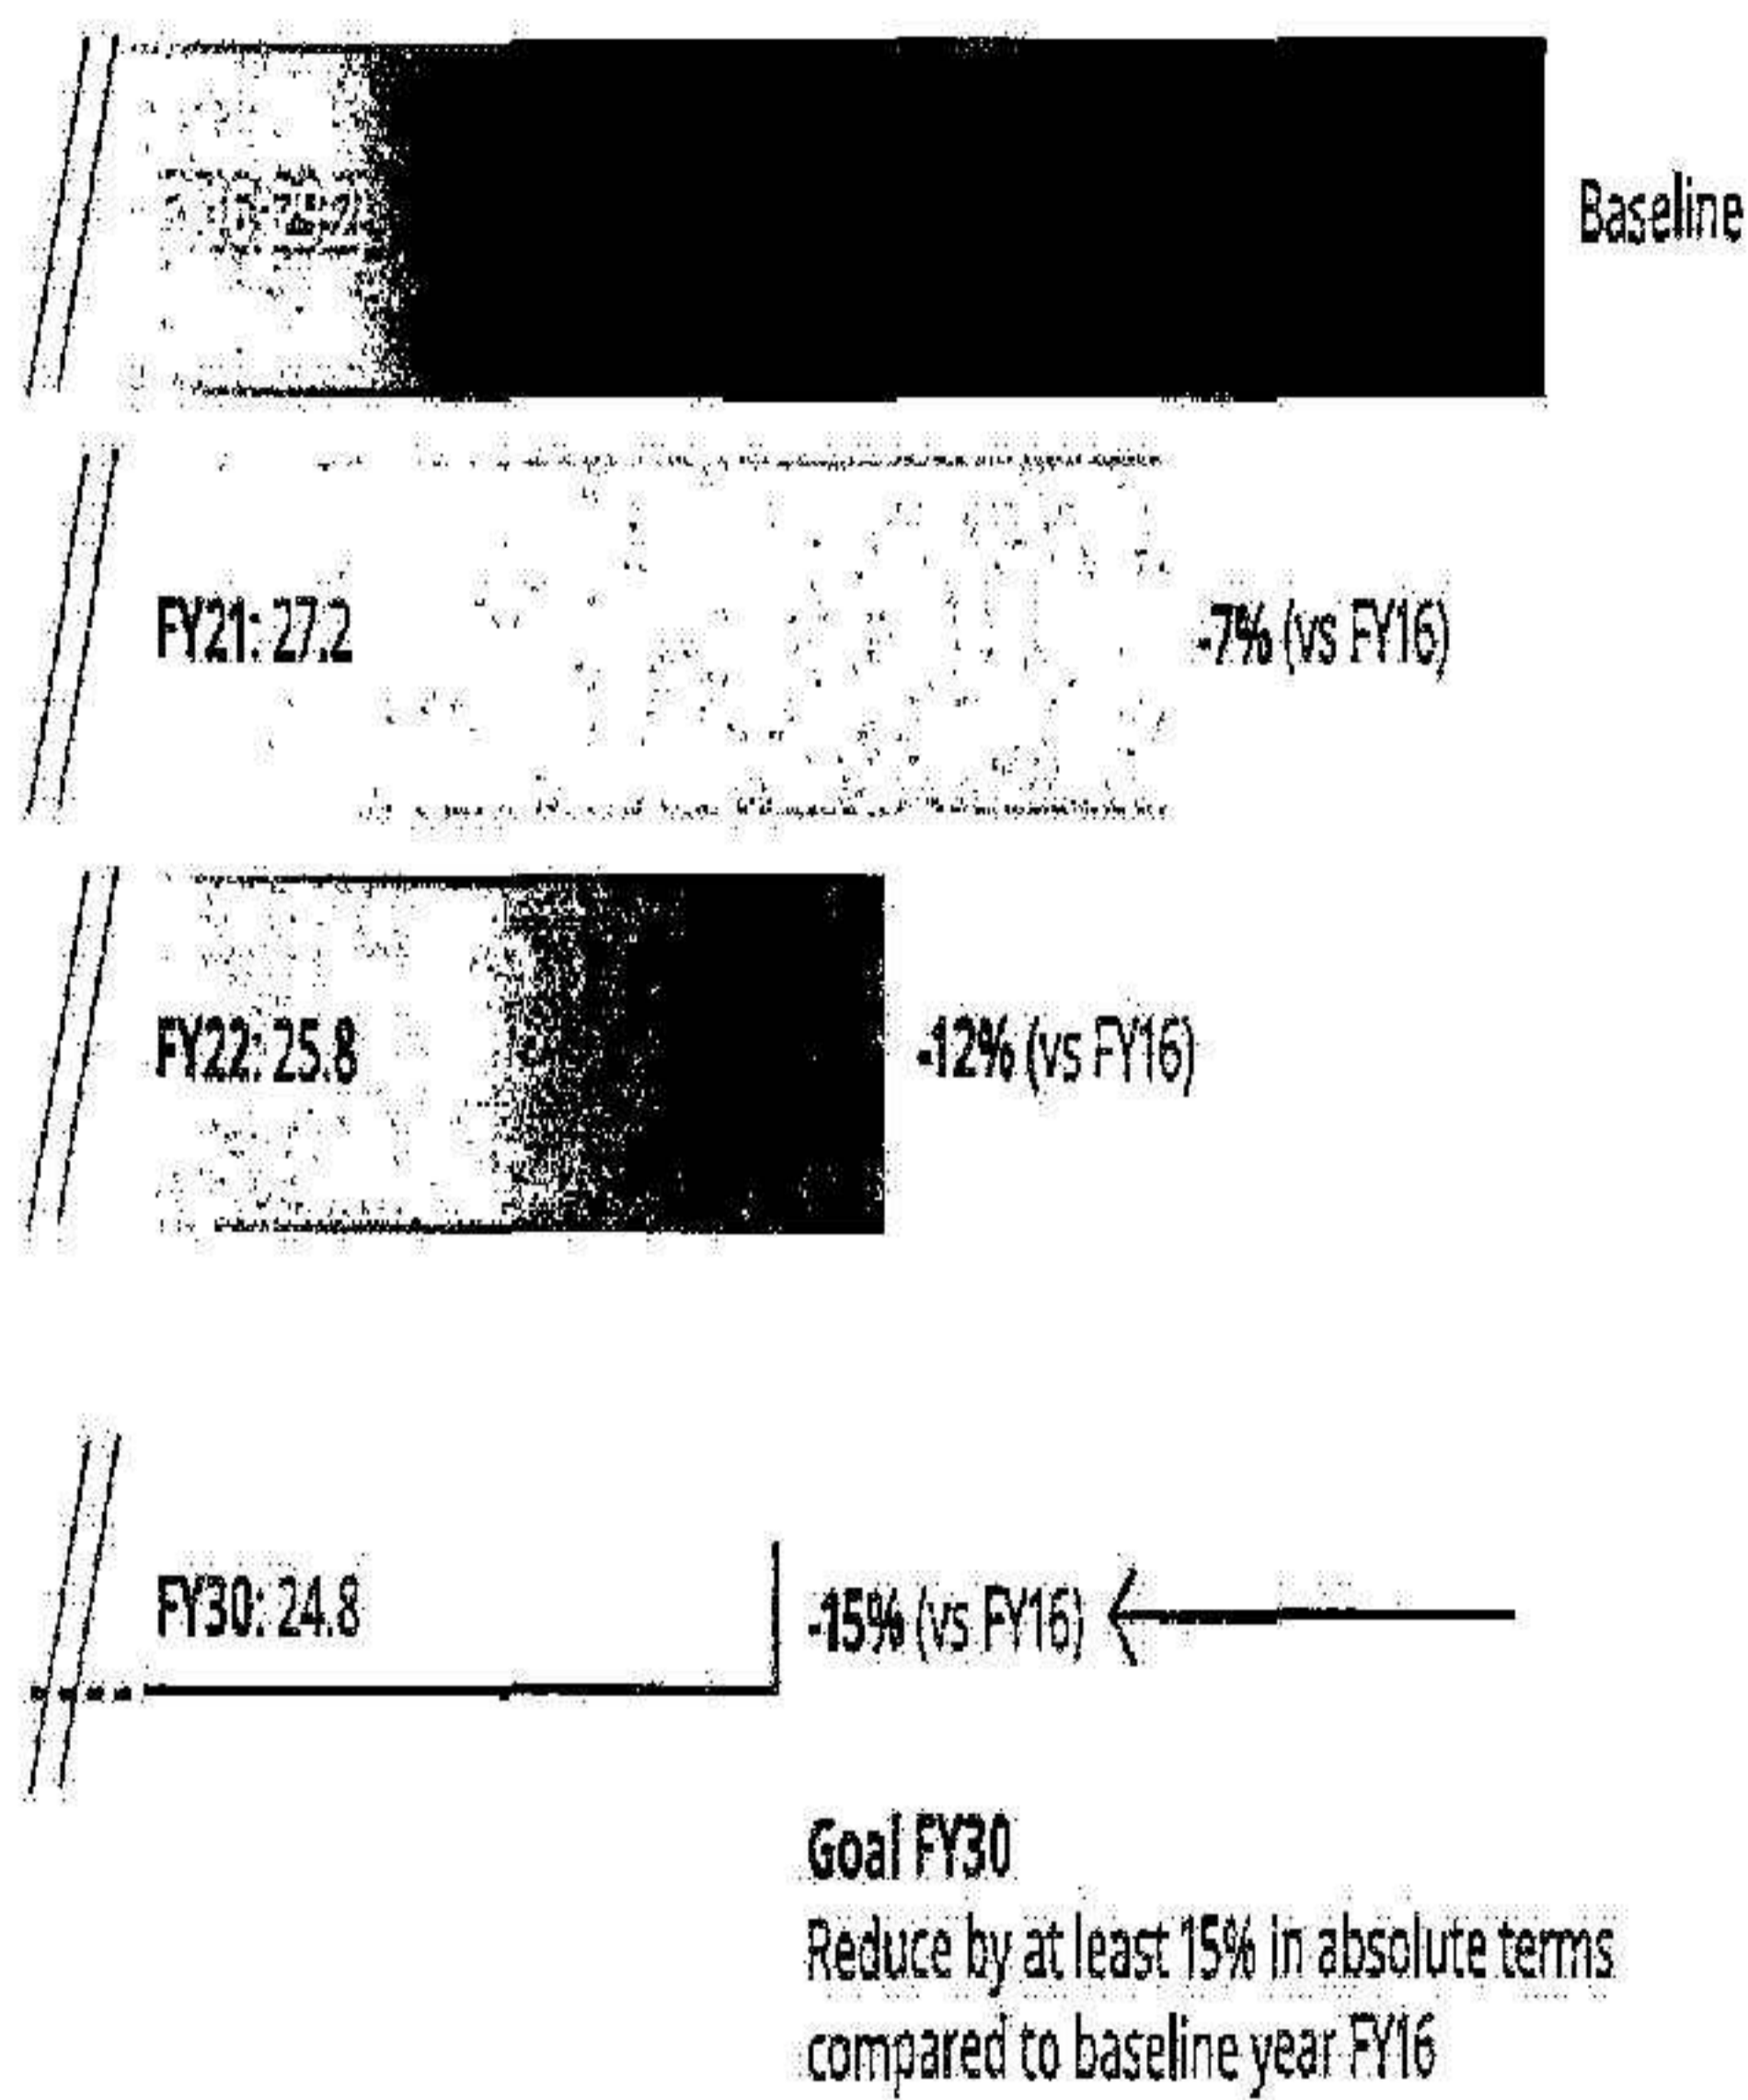 Baseline
FY21: 27.2
-7% (vs FY16)
FY22: 25.8
-12% (vs FY16)
FY30: 24.8
-15% (vs FY16)
Goal FY30
Reduce by at least 15% in absolute terms
compared to baseline year FY16